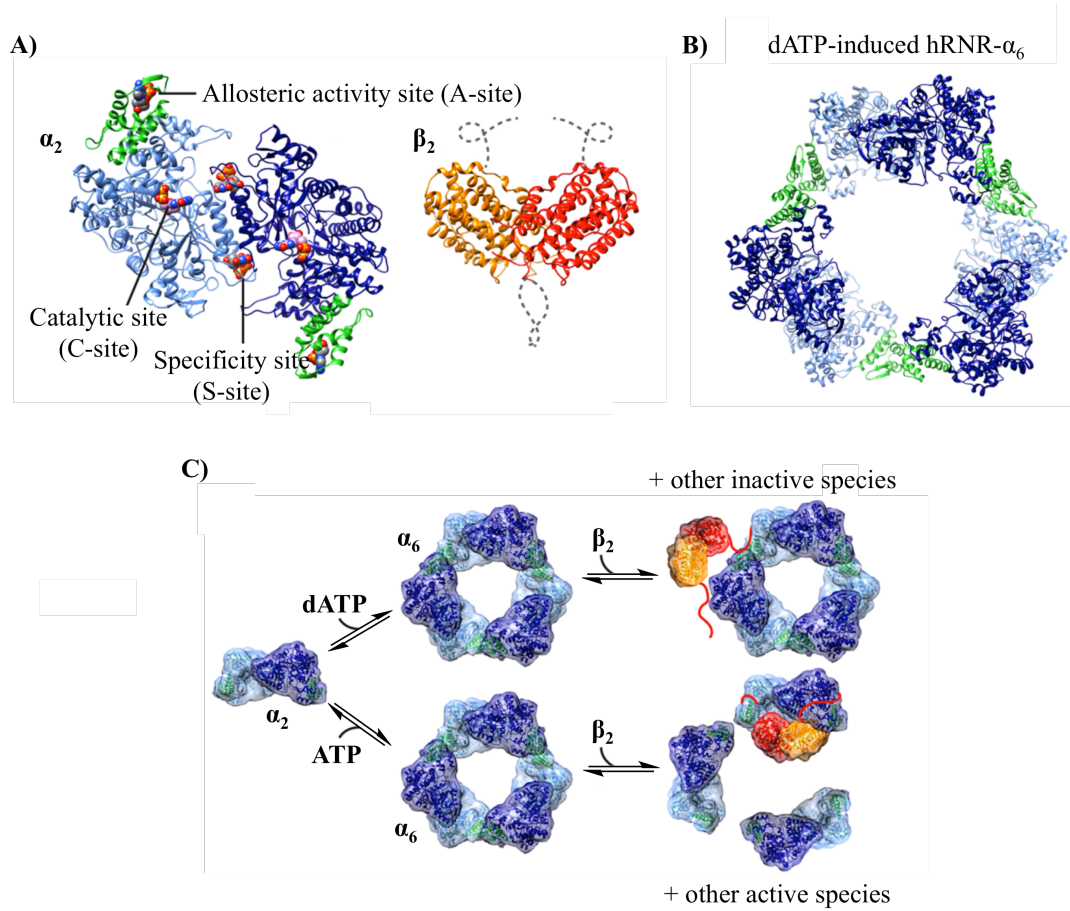 A)
Allosteric activity site (A-site)
α2
β2
Catalytic site
(C-site)
Specificity site
(S-site)
B)
dATP-induced hRNR-α6
C)
+ other inactive species
α6
β2
dATP
α2
ATP
β2
α6
+ other active species